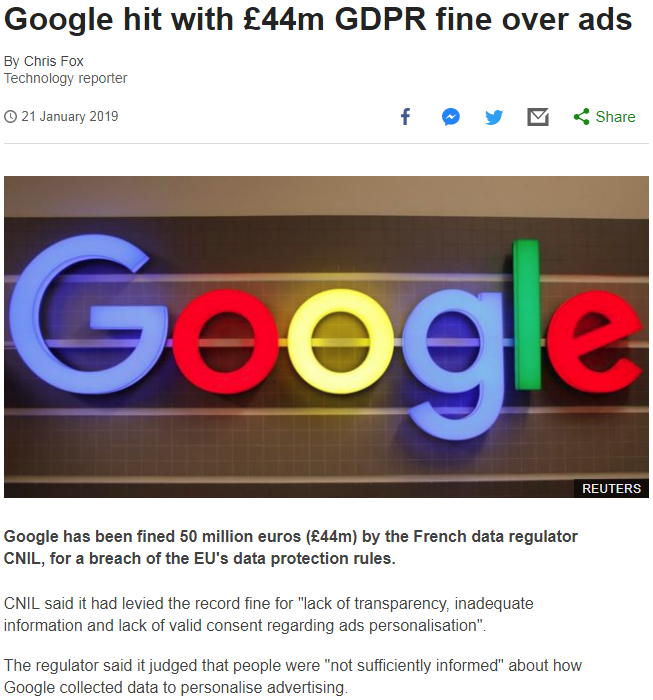 Google hit with £44m GDPR fine over ads
By Chris Fox
Technology reporter
21 January 2019
Share
Google
REUTERS
Google has been fined 50 million euros (£44m) by the French data regulator
CNIL, for a breach of the EU's data protection rules.
CNIL said it had levied the record fine for "lack of transparency, inadequate
information and lack of valid consent regarding ads personalisation".
The regulator said it judged that people were "not sufficiently informed" about how
Google collected data to personalise advertising.